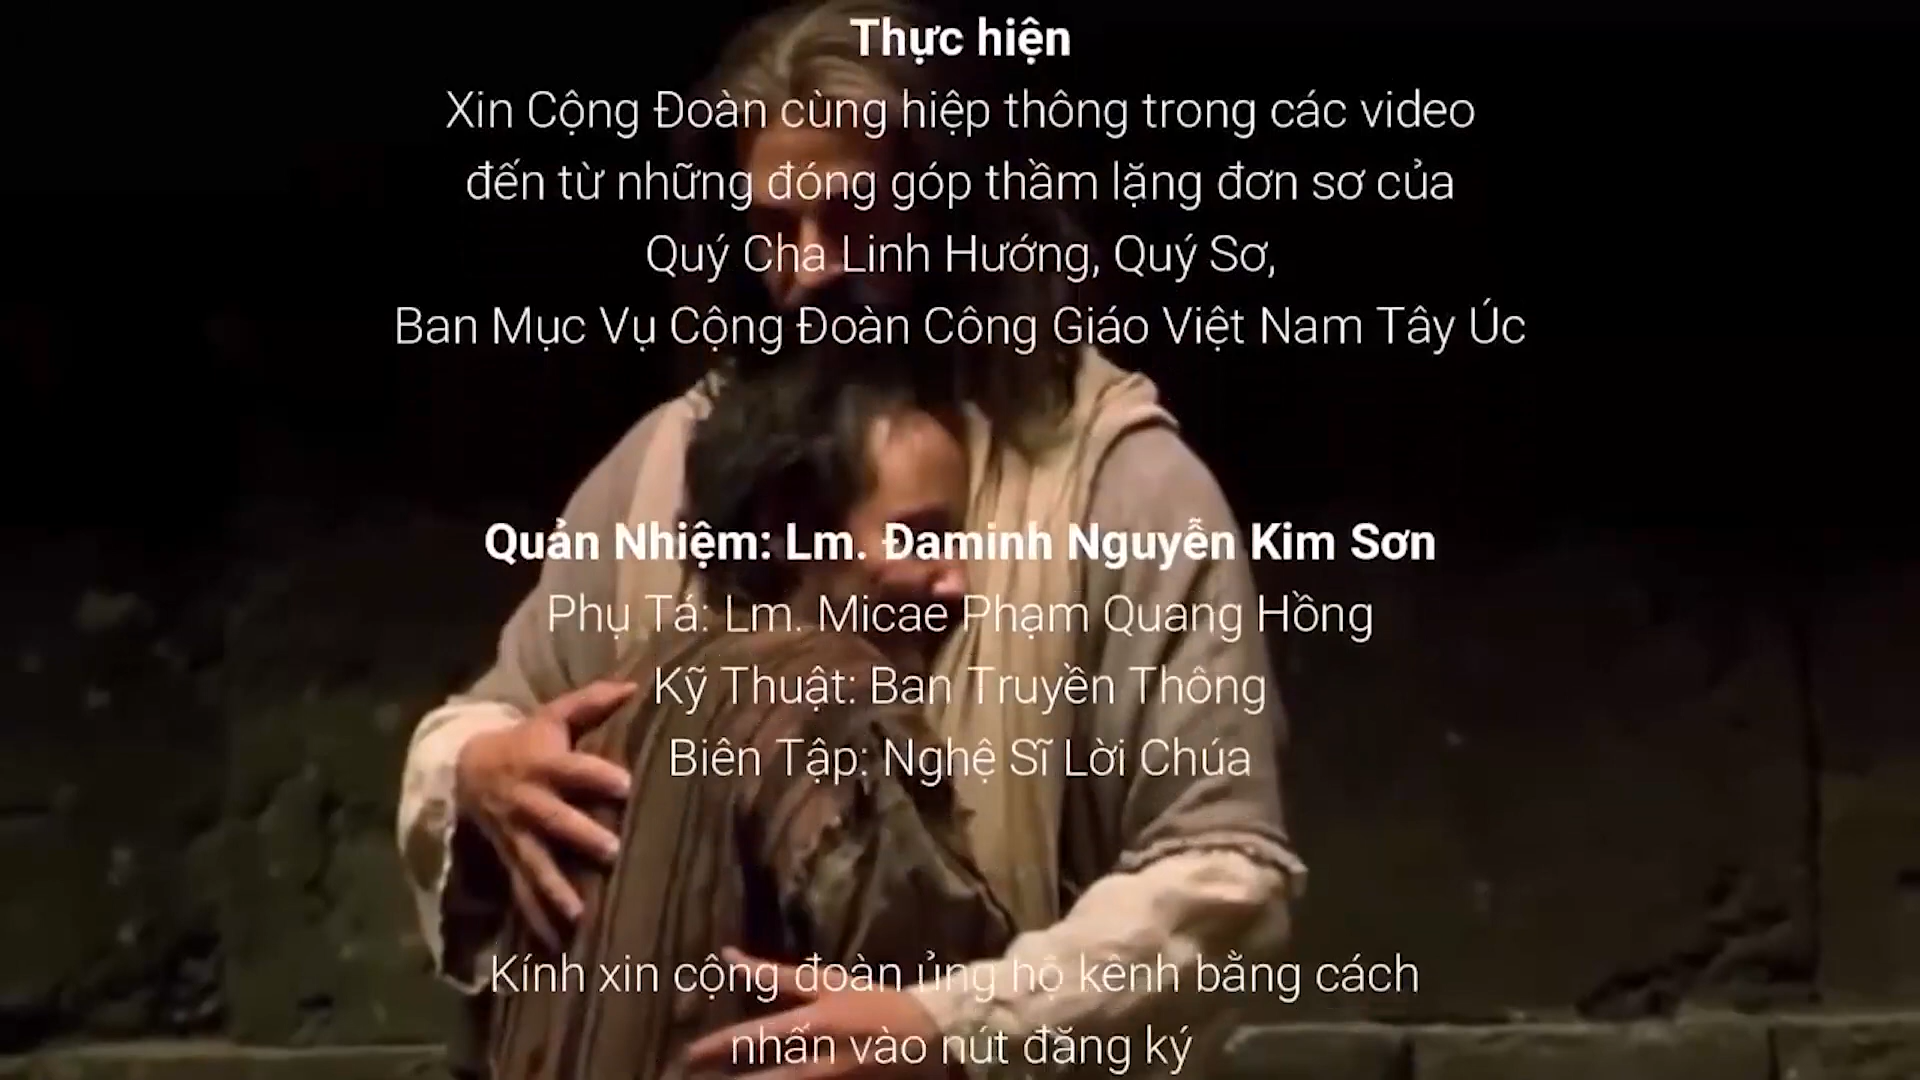 Thực hiện
Xin Cộng Đoàn cùng hiệp thông trong các video
đến từ những đóng góp thầm lặng đơn sơ của
Quý Cha Linh Hướng, Quý Sơ,
Ban Mục Vụ Cộng Đoàn Công Giáo Việt Nam Tây Úc
Quản Nhiệm: Lm. Đaminh Nguyễn Kim Sơn
Phụ Tá: Lm. Micae Phạm Quang Hồng
Kỹ Thuật: Ban Truyền Thông
Biên Tập: Nghệ Sĩ Lời Chúa
Kính xin cộng đoàn ủng hộ kênh bằng cách
nhấn vào nút đăng ký